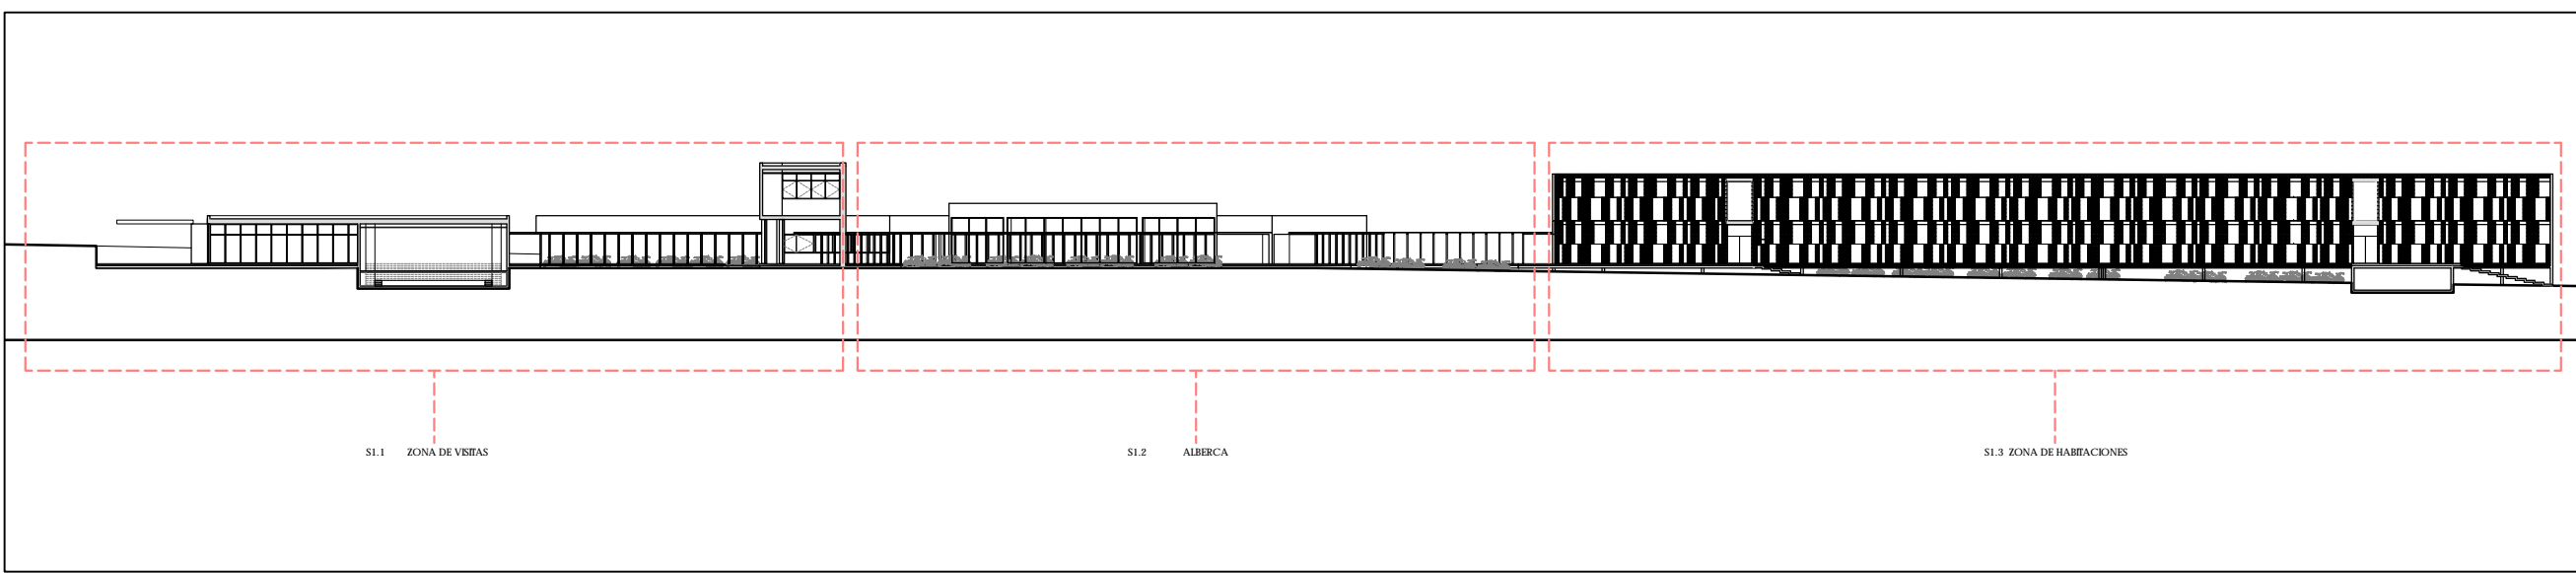 S1.1 ZONA DE VISITAS
S1.2 ALBERCA
S1.3 ZONA DE HABITACIONES